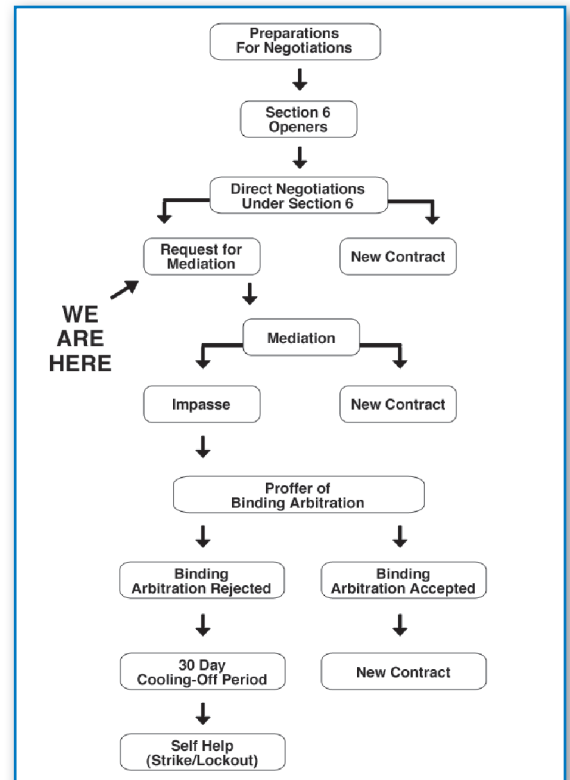 Preparations
For Negotiations
Section 6
Openers
Direct Negotiations
Under Section 6
Request for
Mediation
New Contract
WE
ARE
HERE
Mediation
Impasse
New Contract
Proffer of
Binding Arbitration
Binding
Arbitration Rejected
Binding
Arbitration Accepted
30 Day
Cooling-Off Period
New Contract
Self Help
(Strike/Lockout)